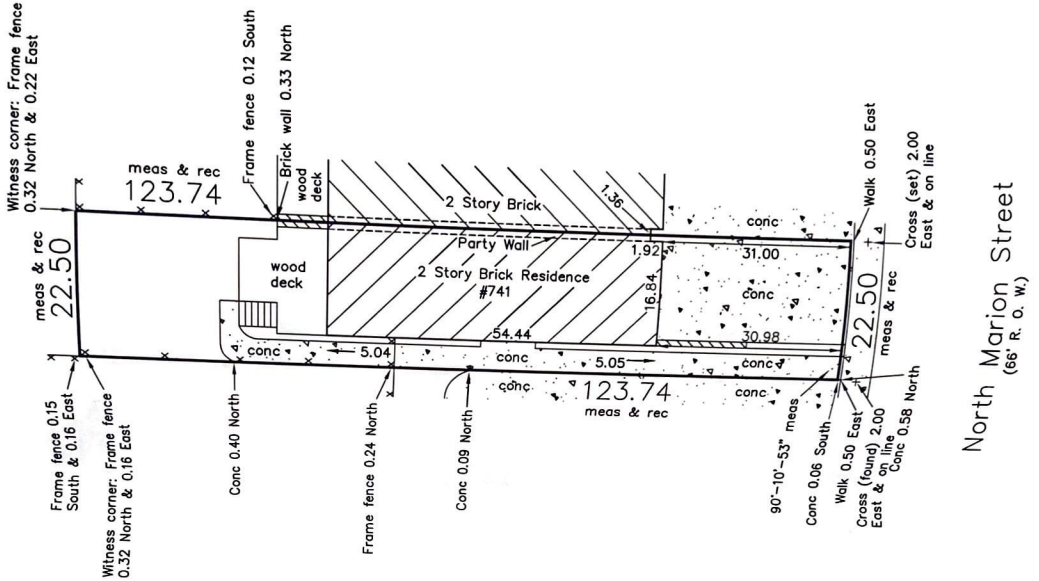 Witness corner: Frame fence
0.32 North & 0.22 East
meas & rec
123.74
Frame fence 0.12 South
Brick wall 0.33 North
wood
deck
meas & rec
22.50
2 Story Brick
1.36
conc
Walk 0.50 East
Cross (set) 2.00
East & on line
Party Wall
1.92
31.00
wood
deck
2 Story Brick Residence
#741
16.84
conc
22.50
meas & rec
North Marion Street
(66' R. O. W.)
54.44
30.98
conc
5.04
conc
5.05
conc
conc
123.74
meas & rec
conc
Frame fence 0.15
South & 0.16 East
Witness corner: Frame fence
0.32 North & 0.16 East
Conc 0.40 North
Frame fence 0.24 North
Conc 0.09 North
90°-10'-53" meas
Conc 0.06 South
Walk 0.50 East
Cross (found) 2.00
East & on line
Conc 0.58 North